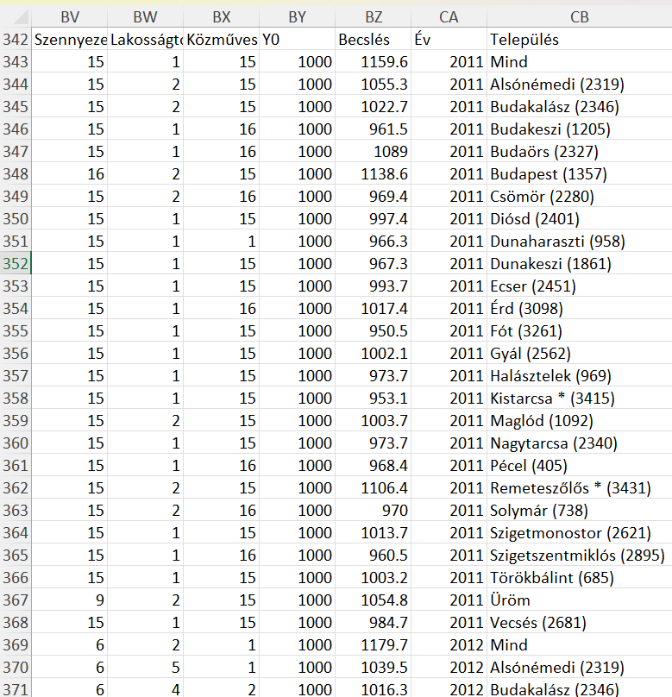 BV BW BX BY BZ CA CB
342 Szennyeze Lakosságte Közműves Y0 Becslés Év Település
343 15 1 15 1000 1159.6 2011 Mind
344 15 2 15 1000 1055.3 2011 Alsónémedi (2319)
345 15 2 15 1000 1022.7 2011 Budakalász (2346)
346 15 1 16 1000 961.5 2011 Budakeszi (1205)
347 15 1 16 1000 1089 2011 Budaörs (2327)
348 16 2 15 1000 1138.6 2011 Budapest (1357)
349 15 2 16 1000 969.4 2011 Csömör (2280)
350 15 1 15 1000 997.4 2011 Diósd (2401)
351 15 1 1 1000 966.3 2011 Dunaharaszti (958)
352 15 1 15 1000 967.3 2011 Dunakeszi (1861)
353 15 1 15 1000 993.7 2011 Ecser (2451)
354 15 1 16 1000 1017.4 2011 Érd (3098)
355 15 1 15 1000 950.5 2011 Fót (3261)
356 15 1 15 1000 1002.1 2011 Gyál (2562)
357 15 1 15 1000 973.7 2011 Halásztelek (969)
358 15 1 15 1000 953.1 2011 Kistarcsa * (3415)
359 15 2 15 1000 1003.7 2011 Maglód (1092)
360 15 1 15 1000 973.7 2011 Nagytarcsa (2340)
361 15 1 16 1000 968.4 2011 Pécel (405)
362 15 2 15 1000 1106.4 2011 Remeteszőlős * (3431)
363 15 2 16 1000 970 2011 Solymár (738)
364 15 1 15 1000 1013.7 2011 Szigetmonostor (2621)
365 15 1 16 1000 960.5 2011 Szigetszentmiklós (2895)
366 15 1 15 1000 1003.2 2011 Törökbálint (685)
367 9 2 15 1000 1054.8 2011 Üröm
368 15 1 15 1000 984.7 2011 Vecsés (2681)
369 6 2 1 1000 1179.7 2012 Mind
370 6 5 1 1000 1039.5 2012 Alsónémedi (2319)
371 6 4 2 1000 1016.3 2012 Budakalász (2346)